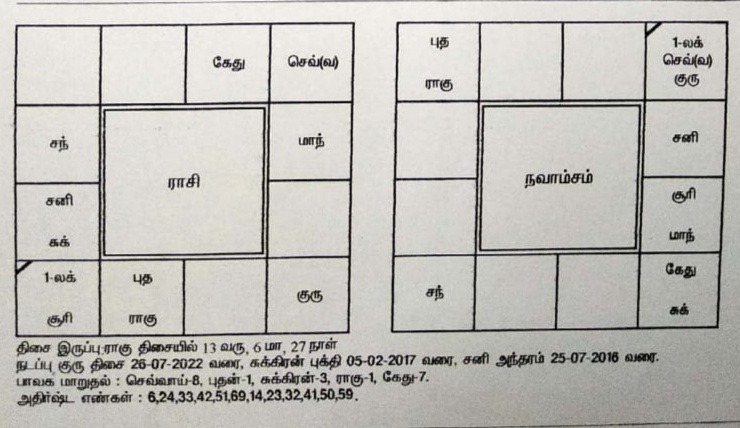 கேது
செவ்(வ)
சந்
ராசி
மாந்
சனி
சுக்
1-லக்
சூரி
புத
ராகு
குரு
புத
ராகு
1-லக்
செவ்(வ)
குரு
நவாம்சம்
சனி
சூரி
மாந்
சந்
கேது
சுக்
திசை இருப்பு:ராகு திசையில் 13 வரு, 6 மா, 27 நாள்
நடப்பு குரு திசை 26-07-2022 வரை, சுக்கிரன் புக்தி 05-02-2017 வரை, சனி அந்தரம் 25-07-2016 வரை.
பாவக மாறுதல் : செவ்வாய்-8, புதன்-1, சுக்கிரன்-3, ராகு-1, கேது-7.
அதிர்ஷ்ட எண்கள் : 6,24,33,42,51,69,14,23,32,41,50,59.